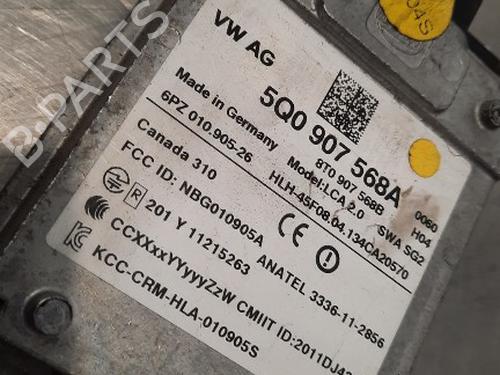 04S
VW AG
5Q0 907 568A
Made in Germany
8T0 907 568B
0060
6PZ 010.905-26
Model: LCA 2.0
H04
SWA SG2
Canada 310
HLH-45F08.04.134CA20570
FCC ID: NBG010905A
R 201 Y 11215263
CE
ANATEL 3336-11-2856
CCXXxxYYyyyZzW CMIIT ID:2011DJ43
KCC-CRM-HLA-010905S
B-PARTS